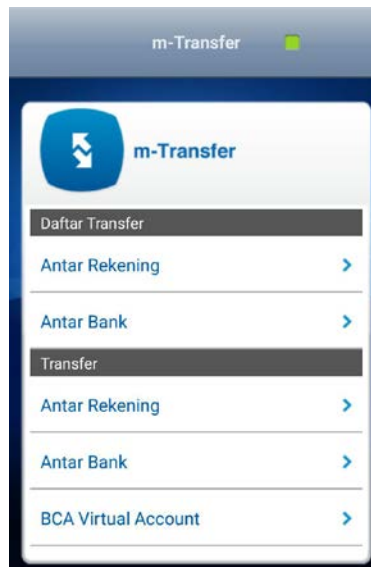 m-Transfer
m-Transfer
Daftar Transfer
Antar Rekening
Antar Bank
Transfer
Antar Rekening
Antar Bank
BCA Virtual Account